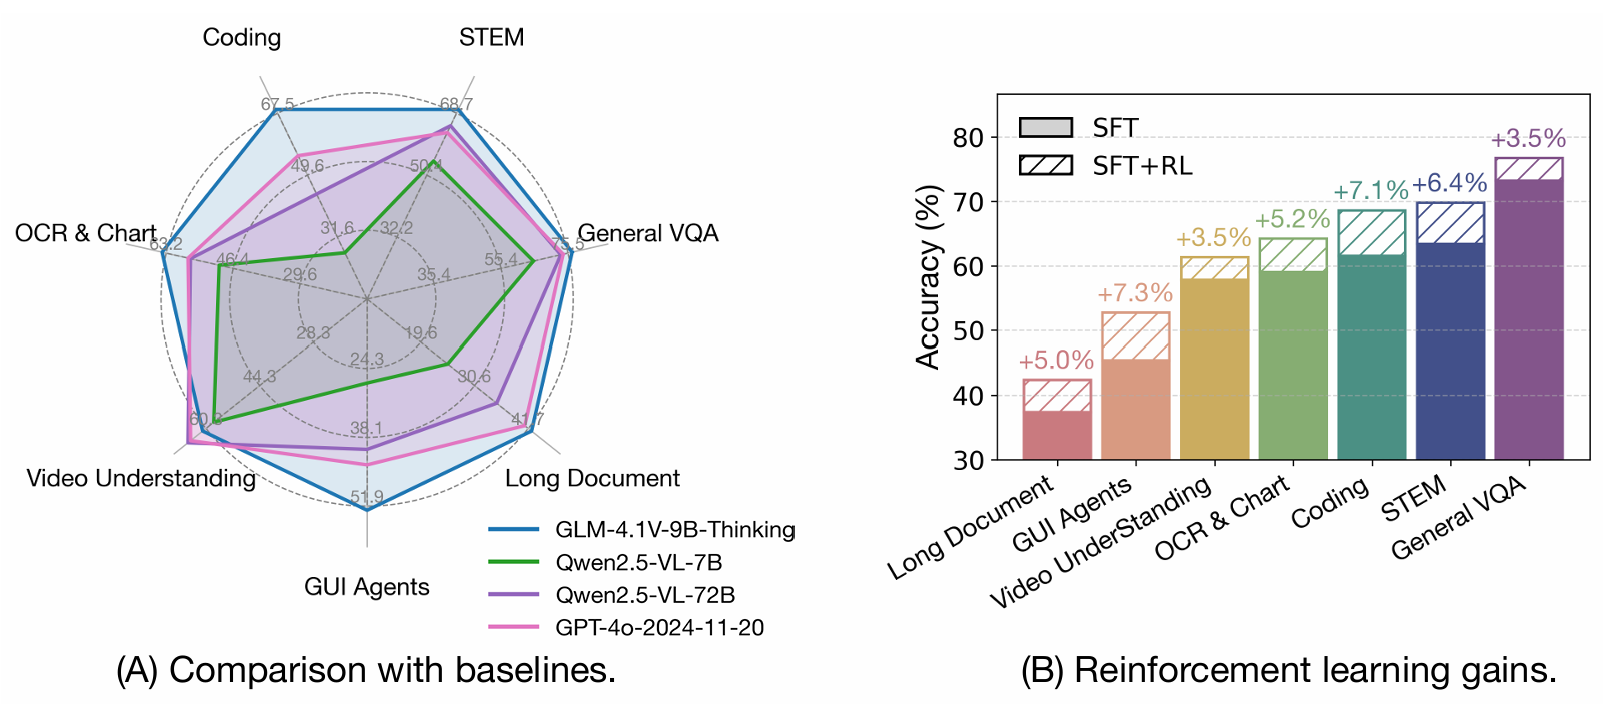 Coding
STEM
67.5
68.7
49.6
50.4
31.6
32.2
OCR & Chart
General VQA
63.2
75.5
46.4
55.4
29.6
35.4
28.3
19.6
24.3
44.3
30.6
60.3
41.7
38.1
51.9
Video Understanding
Long Document
GUI Agents
GLM-4.1V-9B-Thinking
Qwen2.5-VL-7B
Qwen2.5-VL-72B
GPT-4o-2024-11-20
(A) Comparison with baselines.
SFT
SFT+RL
Accuracy (%)
80
70
60
50
40
30
+5.0%
+7.3%
+3.5%
+5.2%
+7.1%
+6.4%
+3.5%
Long Document
GUI Agents
Video UnderStanding
OCR & Chart
Coding
STEM
General VQA
(B) Reinforcement learning gains.